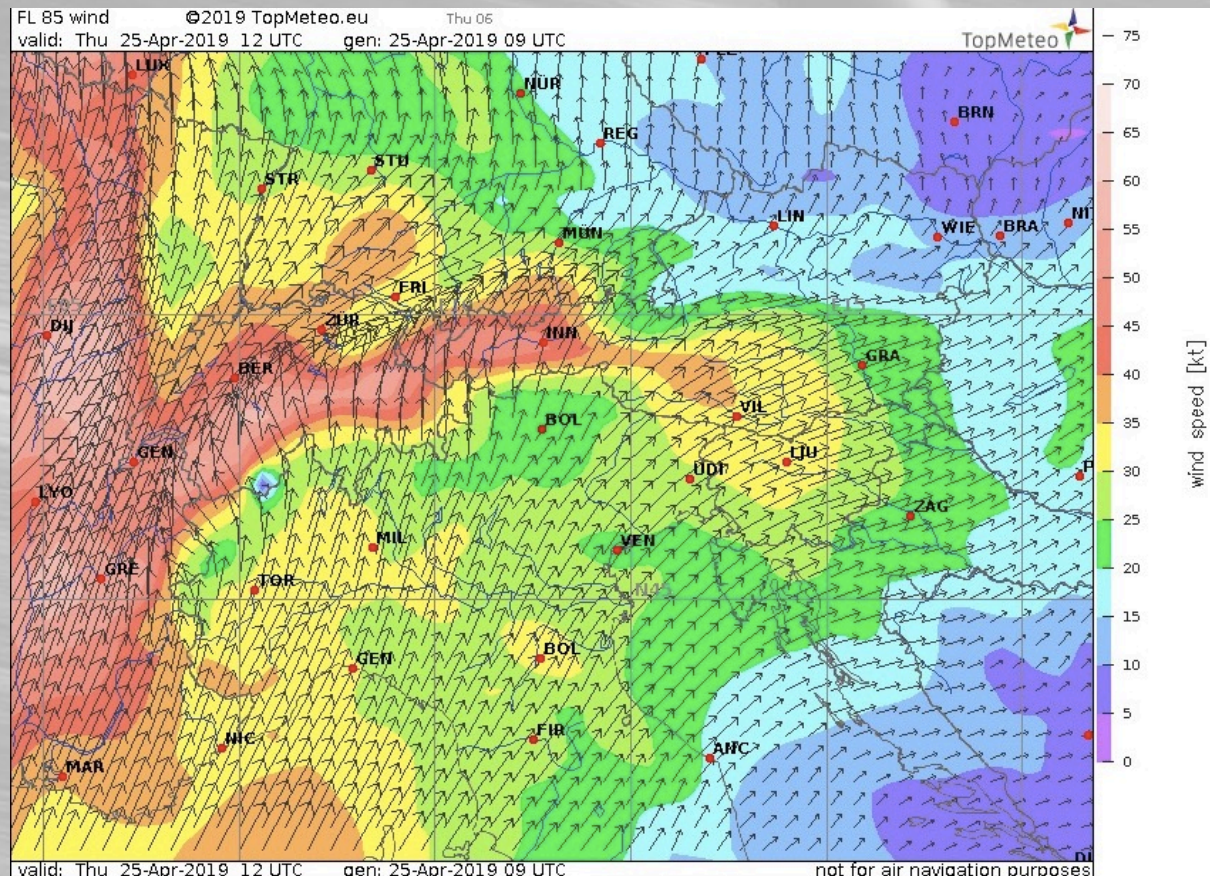 FL 85 wind ©2019 TopMeteo.eu Thu 06
valid: Thu 25-Apr-2019 12 UTC gen: 25-Apr-2019 09 UTC
TopMeteo
LUX
NÜR
BRN
REG
STU
STR
LIN
NI
WIE BRA
MÜN
FRI
DIJ
ZUR
INN
BER
GRA
VIL
BOL
GEN
LJU
UDI
P
LYO
ZAG
MIL
VEN
GRE
TOR
N45
BOL
GEN
FIR
NIC
ANC
MAR
DI
75
70
65
60
55
50
45
40
35
30
25
20
15
10
5
0
wind speed [kt]
valid: Thu 25-Apr-2019 12 UTC gen: 25-Apr-2019 09 UTC not for air navigation purposes